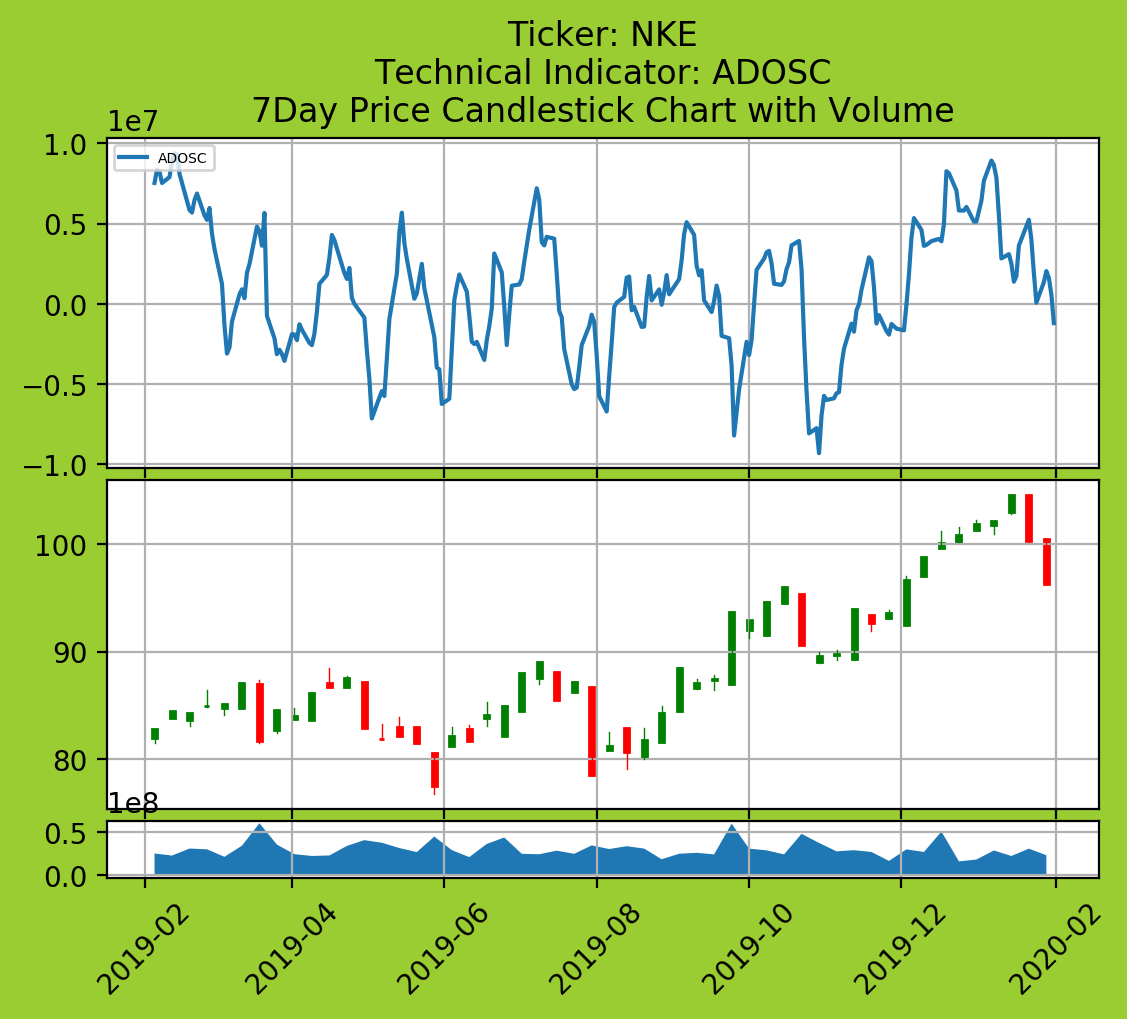 Ticker: NKE
Technical Indicator: ADOSC
7Day Price Candlestick Chart with Volume
1e7
1.0
ADOSC
0.5
0.0
−0.5
−1.0
100
90
80
1e8
0.5
0.0
2019-02
2019-04
2019-06
2019-08
2019-10
2019-12
2020-02